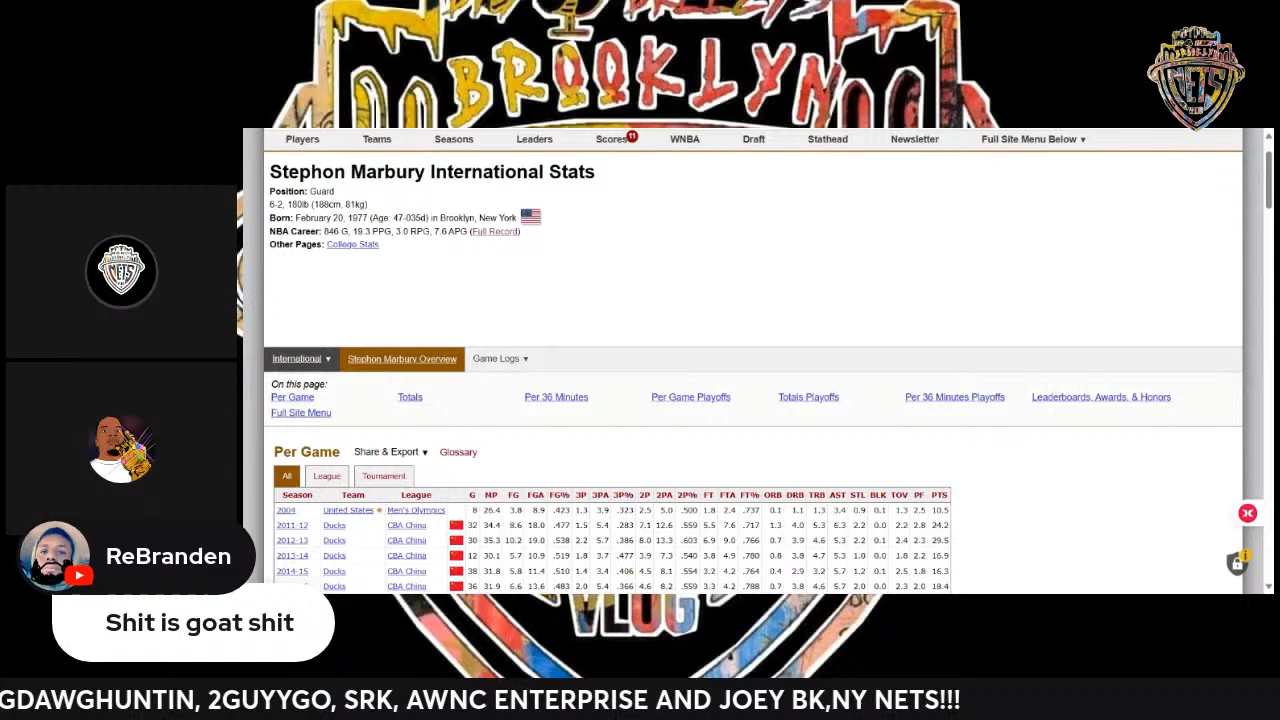 BIG BREEZY'S
BROOKLYN
NETS
Players Teams Seasons Leaders Scores 11 WNBA Draft Stathead Newsletter Full Site Menu Below ▼
Stephon Marbury International Stats
Position: Guard
6-2, 180lb (188cm, 81kg)
Born: February 20, 1977 (Age: 47-035d) in Brooklyn, New York
NBA Career: 846 G, 19.3 PPG, 3.0 RPG, 7.6 APG (Full Record)
Other Pages: College Stats
NETS
International ▼ Stephon Marbury Overview Game Logs ▼
On this page:
Per Game Totals Per 36 Minutes Per Game Playoffs Totals Playoffs Per 36 Minutes Playoffs Leaderboards, Awards, & Honors
Full Site Menu
Per Game Share & Export ▼ Glossary
All League Tournament
Season Team League G MP FG FGA FG% 3P 3PA 3P% 2P 2PA 2P% FT FTA FT% ORB DRB TRB AST STL BLK TOV PF PTS
2004 United States Men's Olympics 8 26.4 3.8 8.9 .423 1.3 3.9 .323 2.5 5.0 .500 1.8 2.4 .737 0.1 1.1 1.3 3.4 0.9 0.1 1.3 2.5 10.5
2011-12 Ducks CBA China 32 34.4 8.6 18.0 .477 1.5 5.4 .283 7.1 12.6 .559 5.5 7.6 .717 1.3 4.0 5.3 6.3 2.2 0.0 2.2 2.8 24.2
2012-13 Ducks CBA China 30 35.3 10.2 19.0 .538 2.2 5.7 .386 8.0 13.3 .603 6.9 9.0 .766 0.7 3.9 4.6 5.3 2.2 0.1 2.4 2.3 29.5
2013-14 Ducks CBA China 12 30.1 5.7 10.9 .519 1.8 3.7 .477 3.9 7.3 .540 3.8 4.9 .780 0.8 3.8 4.7 5.3 1.0 0.0 1.8 2.2 16.9
2014-15 Ducks CBA China 38 31.8 5.8 11.4 .510 1.4 3.4 .406 4.5 8.1 .554 3.2 4.2 .764 0.4 2.9 3.2 5.7 1.2 0.1 2.5 1.8 16.3
Ducks CBA China 36 31.9 6.6 13.6 .483 2.0 5.4 .366 4.6 8.2 .559 3.3 4.2 .788 0.7 3.8 4.6 5.7 2.0 0.0 2.3 2.0 18.4
ReBranden
Shit is goat shit
VLOG
GDAWGHUNTIN, 2GUYYGO, SRK, AWNC ENTERPRISE AND JOEY BK,NY NETS!!!